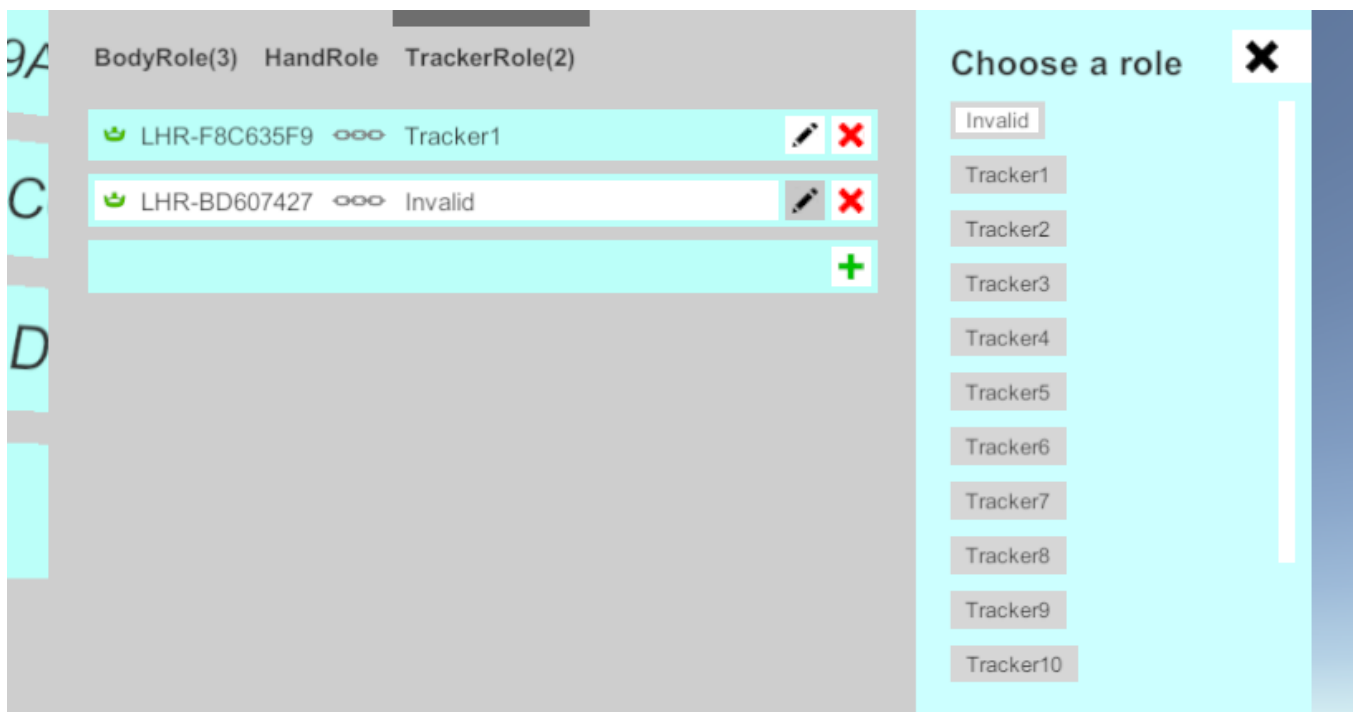 9A
BodyRole(3) HandRole TrackerRole(2)
Choose a role
LHR-F8C635F9 Tracker1
LHR-BD607427 Invalid
C
D
Invalid
Tracker1
Tracker2
Tracker3
Tracker4
Tracker5
Tracker6
Tracker7
Tracker8
Tracker9
Tracker10